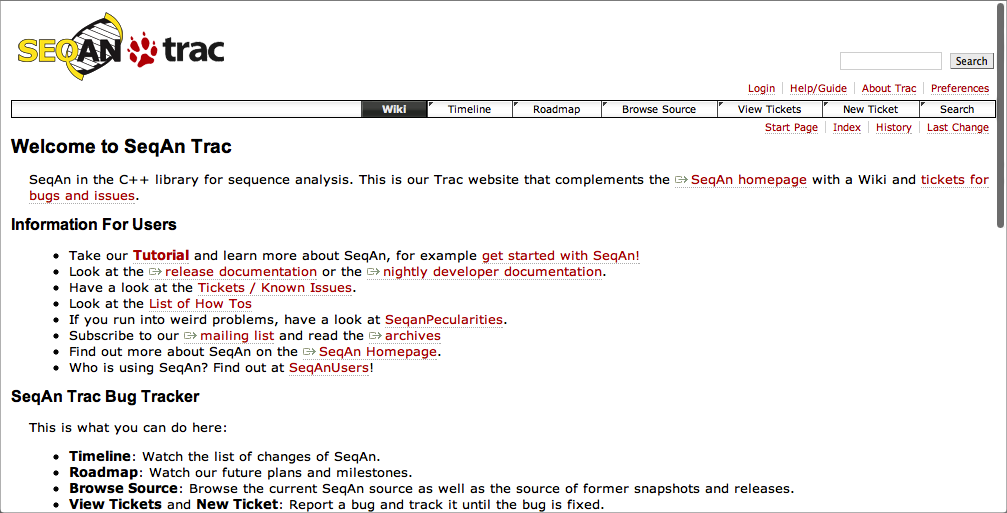 SEQAN trac
Search
Login Help/Guide About Trac Preferences
Wiki Timeline Roadmap Browse Source View Tickets New Ticket Search
Start Page Index History Last Change
Welcome to SeqAn Trac
SeqAn in the C++ library for sequence analysis. This is our Trac website that complements the SeqAn homepage with a Wiki and tickets for
bugs and issues.
Information For Users
• Take our Tutorial and learn more about SeqAn, for example get started with SeqAn!
• Look at the release documentation or the nightly developer documentation.
• Have a look at the Tickets / Known Issues.
• Look at the List of How Tos
• If you run into weird problems, have a look at SeqanPecularities.
• Subscribe to our mailing list and read the archives
• Find out more about SeqAn on the SeqAn Homepage.
• Who is using SeqAn? Find out at SeqAnUsers!
SeqAn Trac Bug Tracker
This is what you can do here:
• Timeline: Watch the list of changes of SeqAn.
• Roadmap: Watch our future plans and milestones.
• Browse Source: Browse the current SeqAn source as well as the source of former snapshots and releases.
• View Tickets and New Ticket: Report a bug and track it until the bug is fixed.